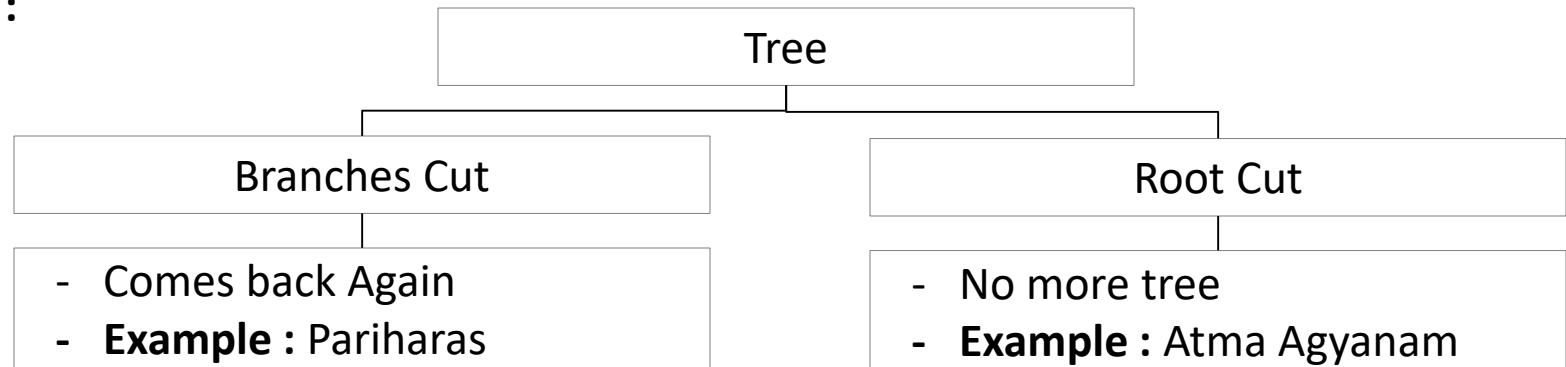 :
Tree
Branches Cut
Root Cut
- Comes back Again
- Example : Pariharas
- No more tree
- Example : Atma Agyanam